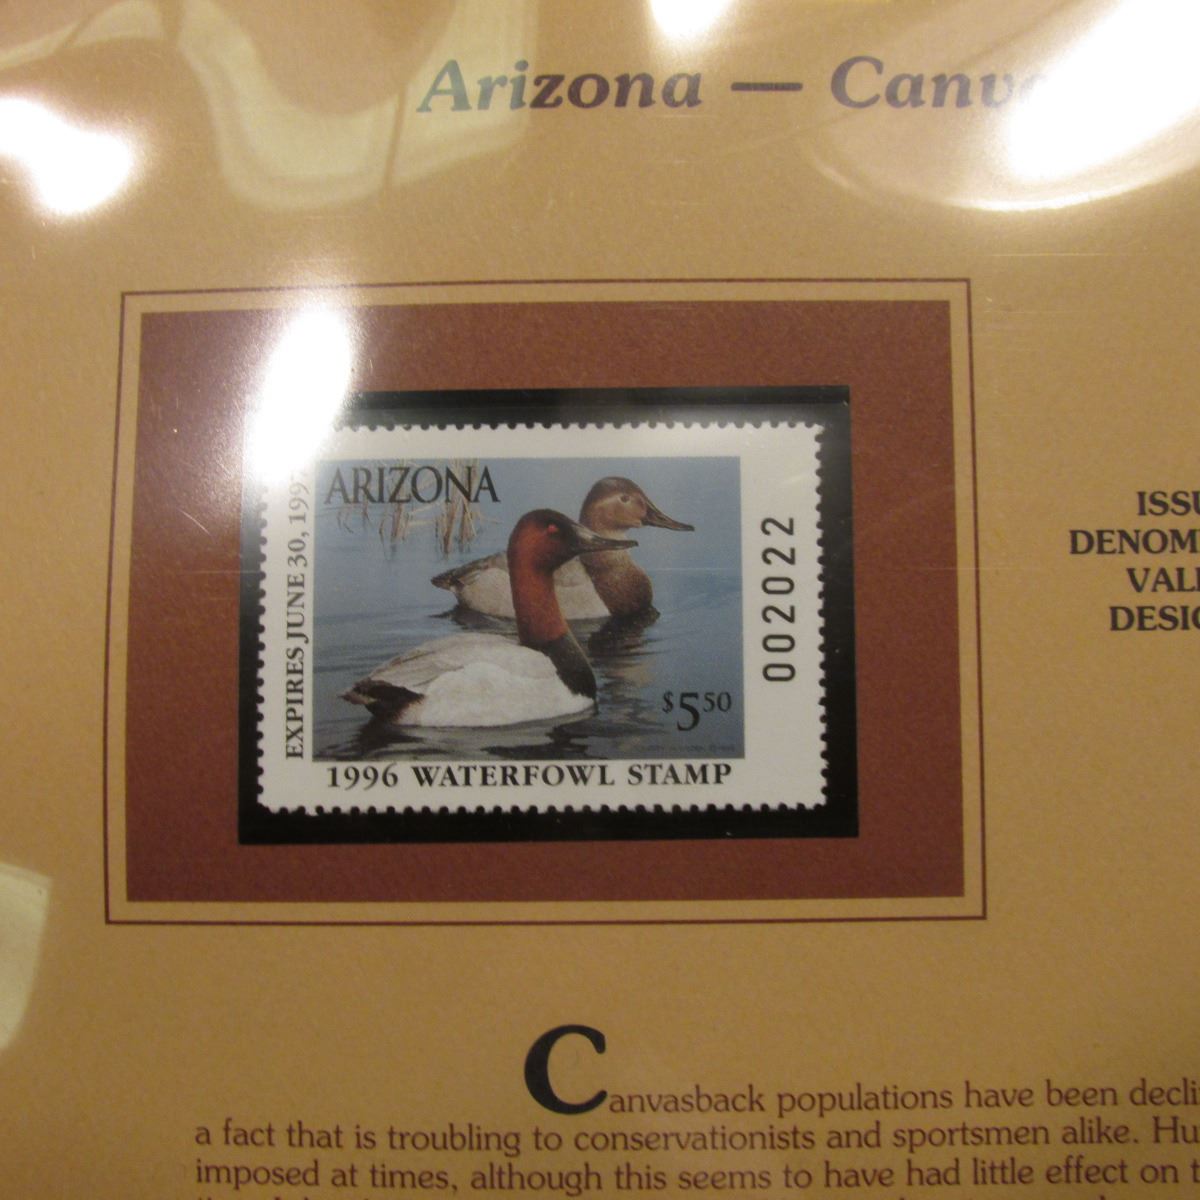 Arizona — Canv
ARIZONA
EXPIRES JUNE 30, 199
002022
$5.50
1996 WATERFOWL STAMP
ISSU
DENOM
VAL
DESIG
Canvasback populations have been decli
a fact that is troubling to conservationists and sportsmen alike. Hu
imposed at times, although this seems to have had little effect on t